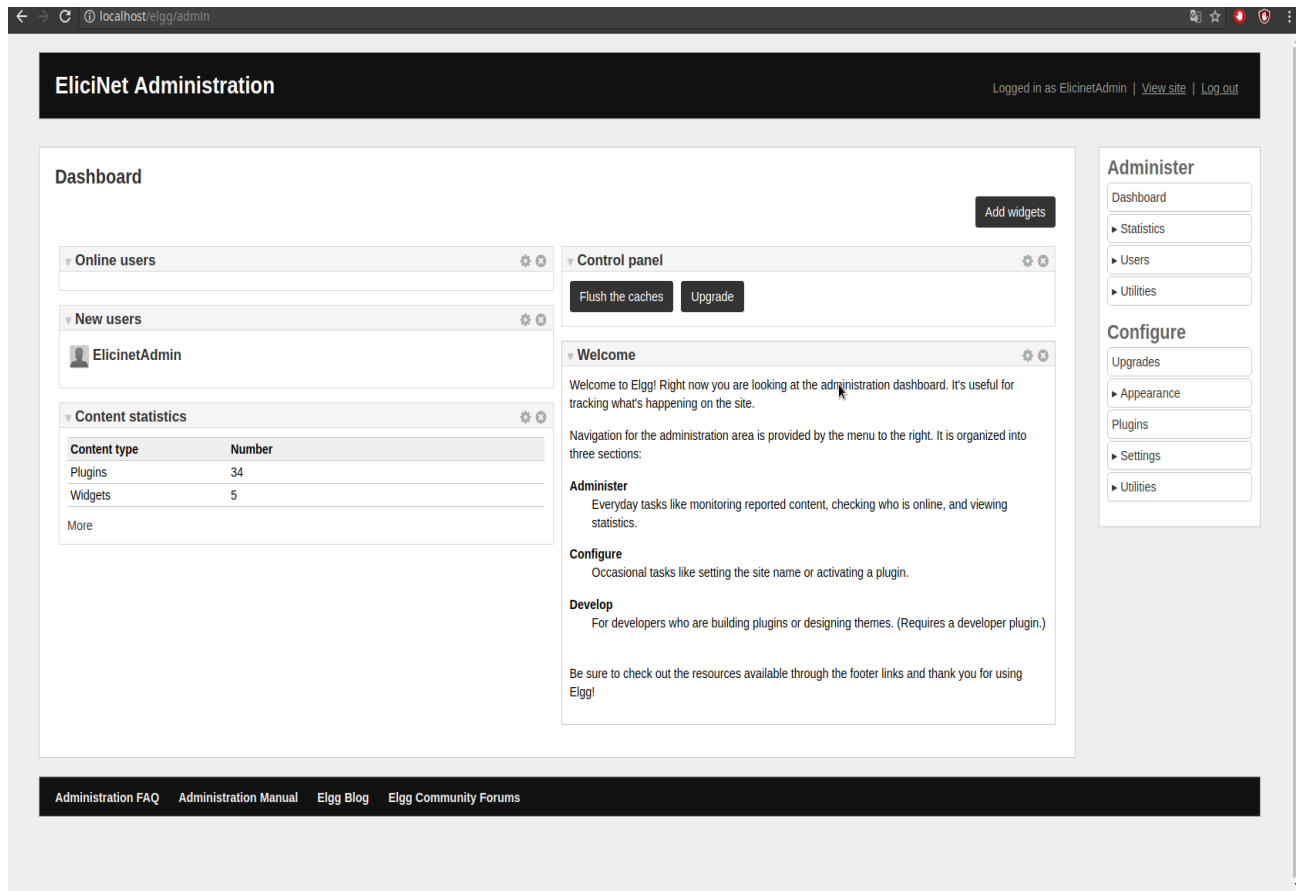 localhost/elgg/admin
EliciNet Administration
Logged in as ElicinetAdmin | View site | Log out
Dashboard
Add widgets
Online users
New users
ElicinetAdmin
Content statistics
Content type Number
Plugins 34
Widgets 5
More
Control panel
Flush the caches Upgrade
Welcome
Welcome to Elgg! Right now you are looking at the administration dashboard. It's useful for
tracking what's happening on the site.
Navigation for the administration area is provided by the menu to the right. It is organized into
three sections:
Administer
Everyday tasks like monitoring reported content, checking who is online, and viewing
statistics.
Configure
Occasional tasks like setting the site name or activating a plugin.
Develop
For developers who are building plugins or designing themes. (Requires a developer plugin.)
Be sure to check out the resources available through the footer links and thank you for using
Elgg!
Administer
Dashboard
Statistics
Users
Utilities
Configure
Upgrades
Appearance
Plugins
Settings
Utilities
Administration FAQ Administration Manual Elgg Blog Elgg Community Forums